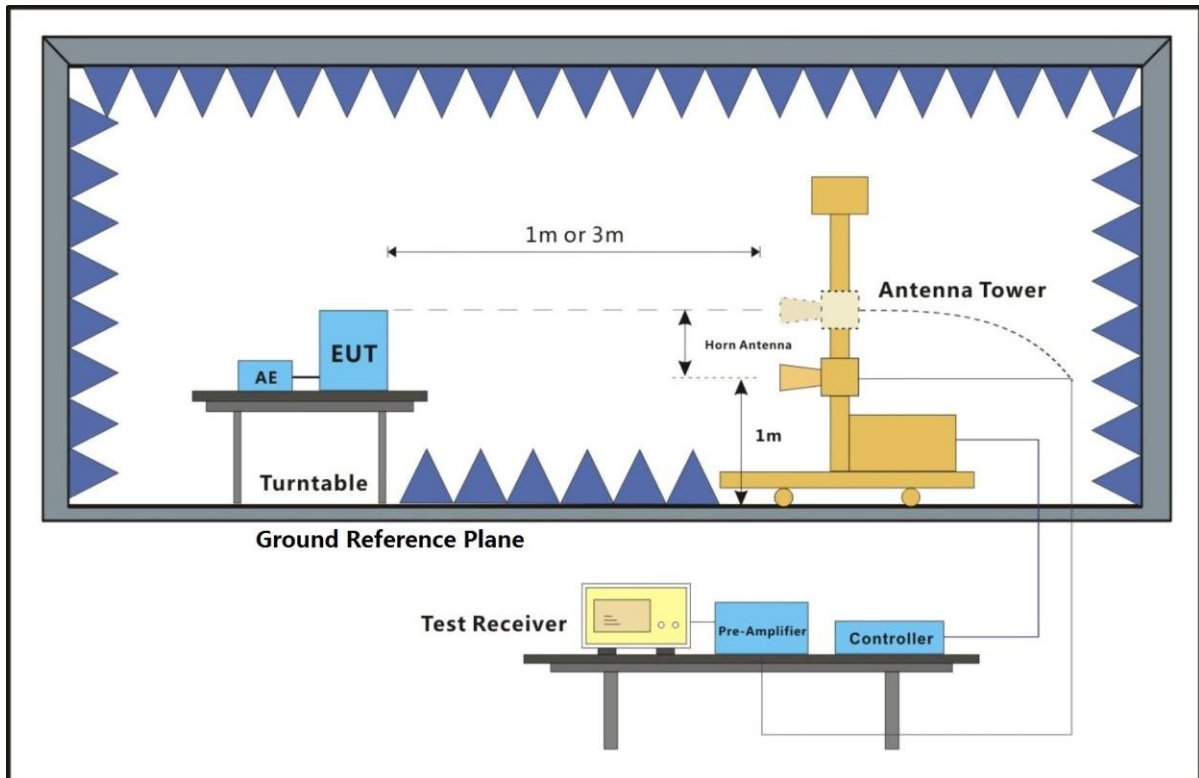 1m or 3m
Antenna Tower
Horn Antenna
EUT
AE
1m
Turntable
Ground Reference Plane
Test Receiver
Pre-Amplifier
Controller